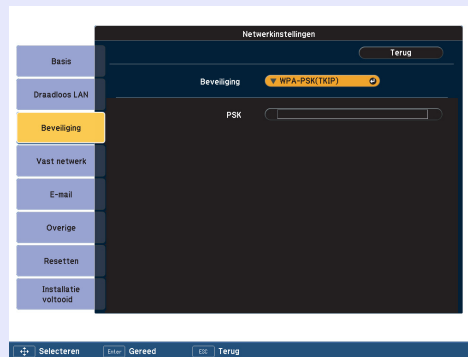 Netwerkinstellingen
Terug
Basis
Draadloos LAN
Beveiliging
Vast netwerk
E-mail
Overige
Resetten
Installatie
voltooid
Beveiliging WPA-PSK(TKIP)
PSK
Selecteren Enter Gereed ESC Terug